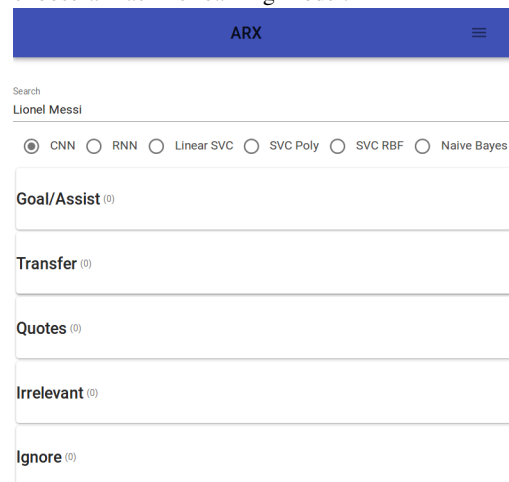 ARX
Search
Lionel Messi
CNN RNN Linear SVC SVC Poly SVC RBF Naive Bayes
Goal/Assist (0)
Transfer (0)
Quotes (0)
Irrelevant (0)
Ignore (0)